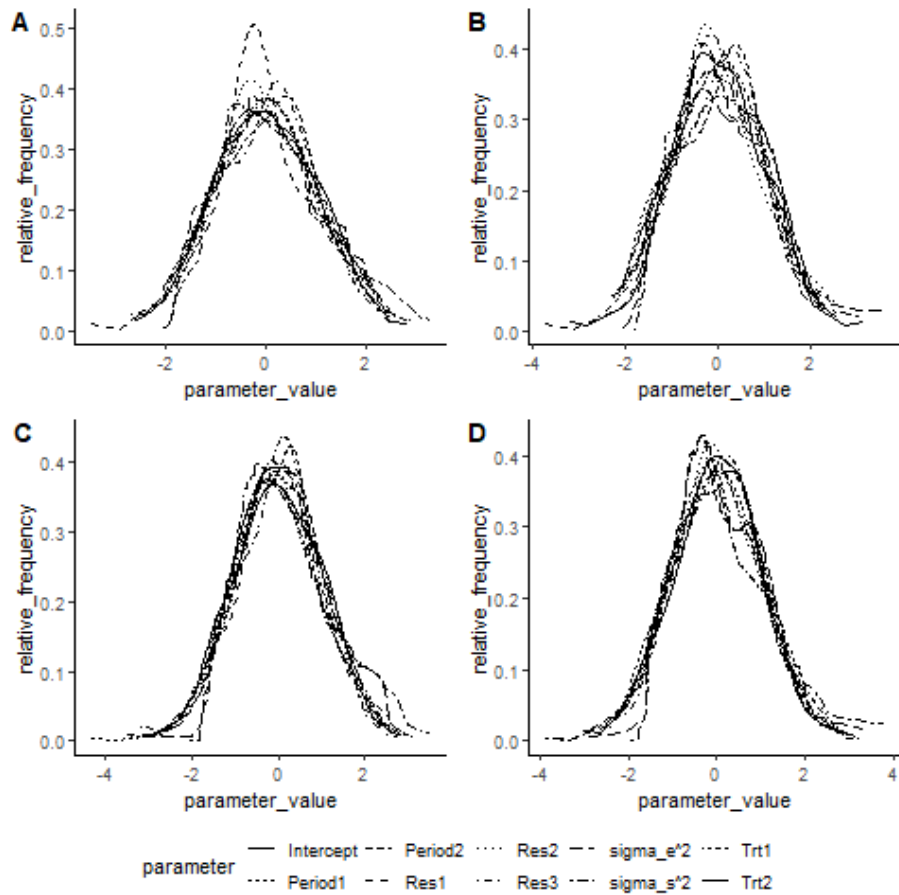 A
B
relative_frequency
0.5
0.4
0.3
0.2
0.1
0.0
-2
0
2
parameter_value
relative_frequency
0.4
0.3
0.2
0.1
0.0
-4
-2
0
2
parameter_value
C
D
relative_frequency
0.4
0.3
0.2
0.1
0.0
-4
-2
0
2
parameter_value
relative_frequency
0.4
0.3
0.2
0.1
0.0
-4
-2
0
2
4
parameter_value
parameter
Intercept Period2 Res2 sigma_e^2 Trt1
Period1 Res1 Res3 sigma_s^2 Trt2